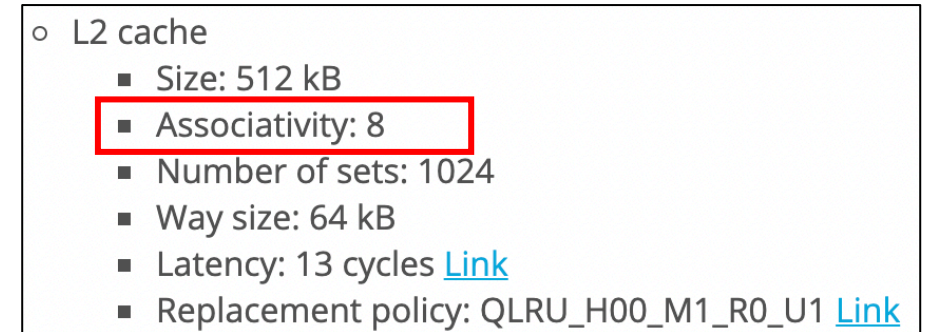 L2 cache
Size: 512 kB
Associativity: 8
Number of sets: 1024
Way size: 64 kB
Latency: 13 cycles Link
Replacement policy: QLRU_H00_M1_R0_U1 Link